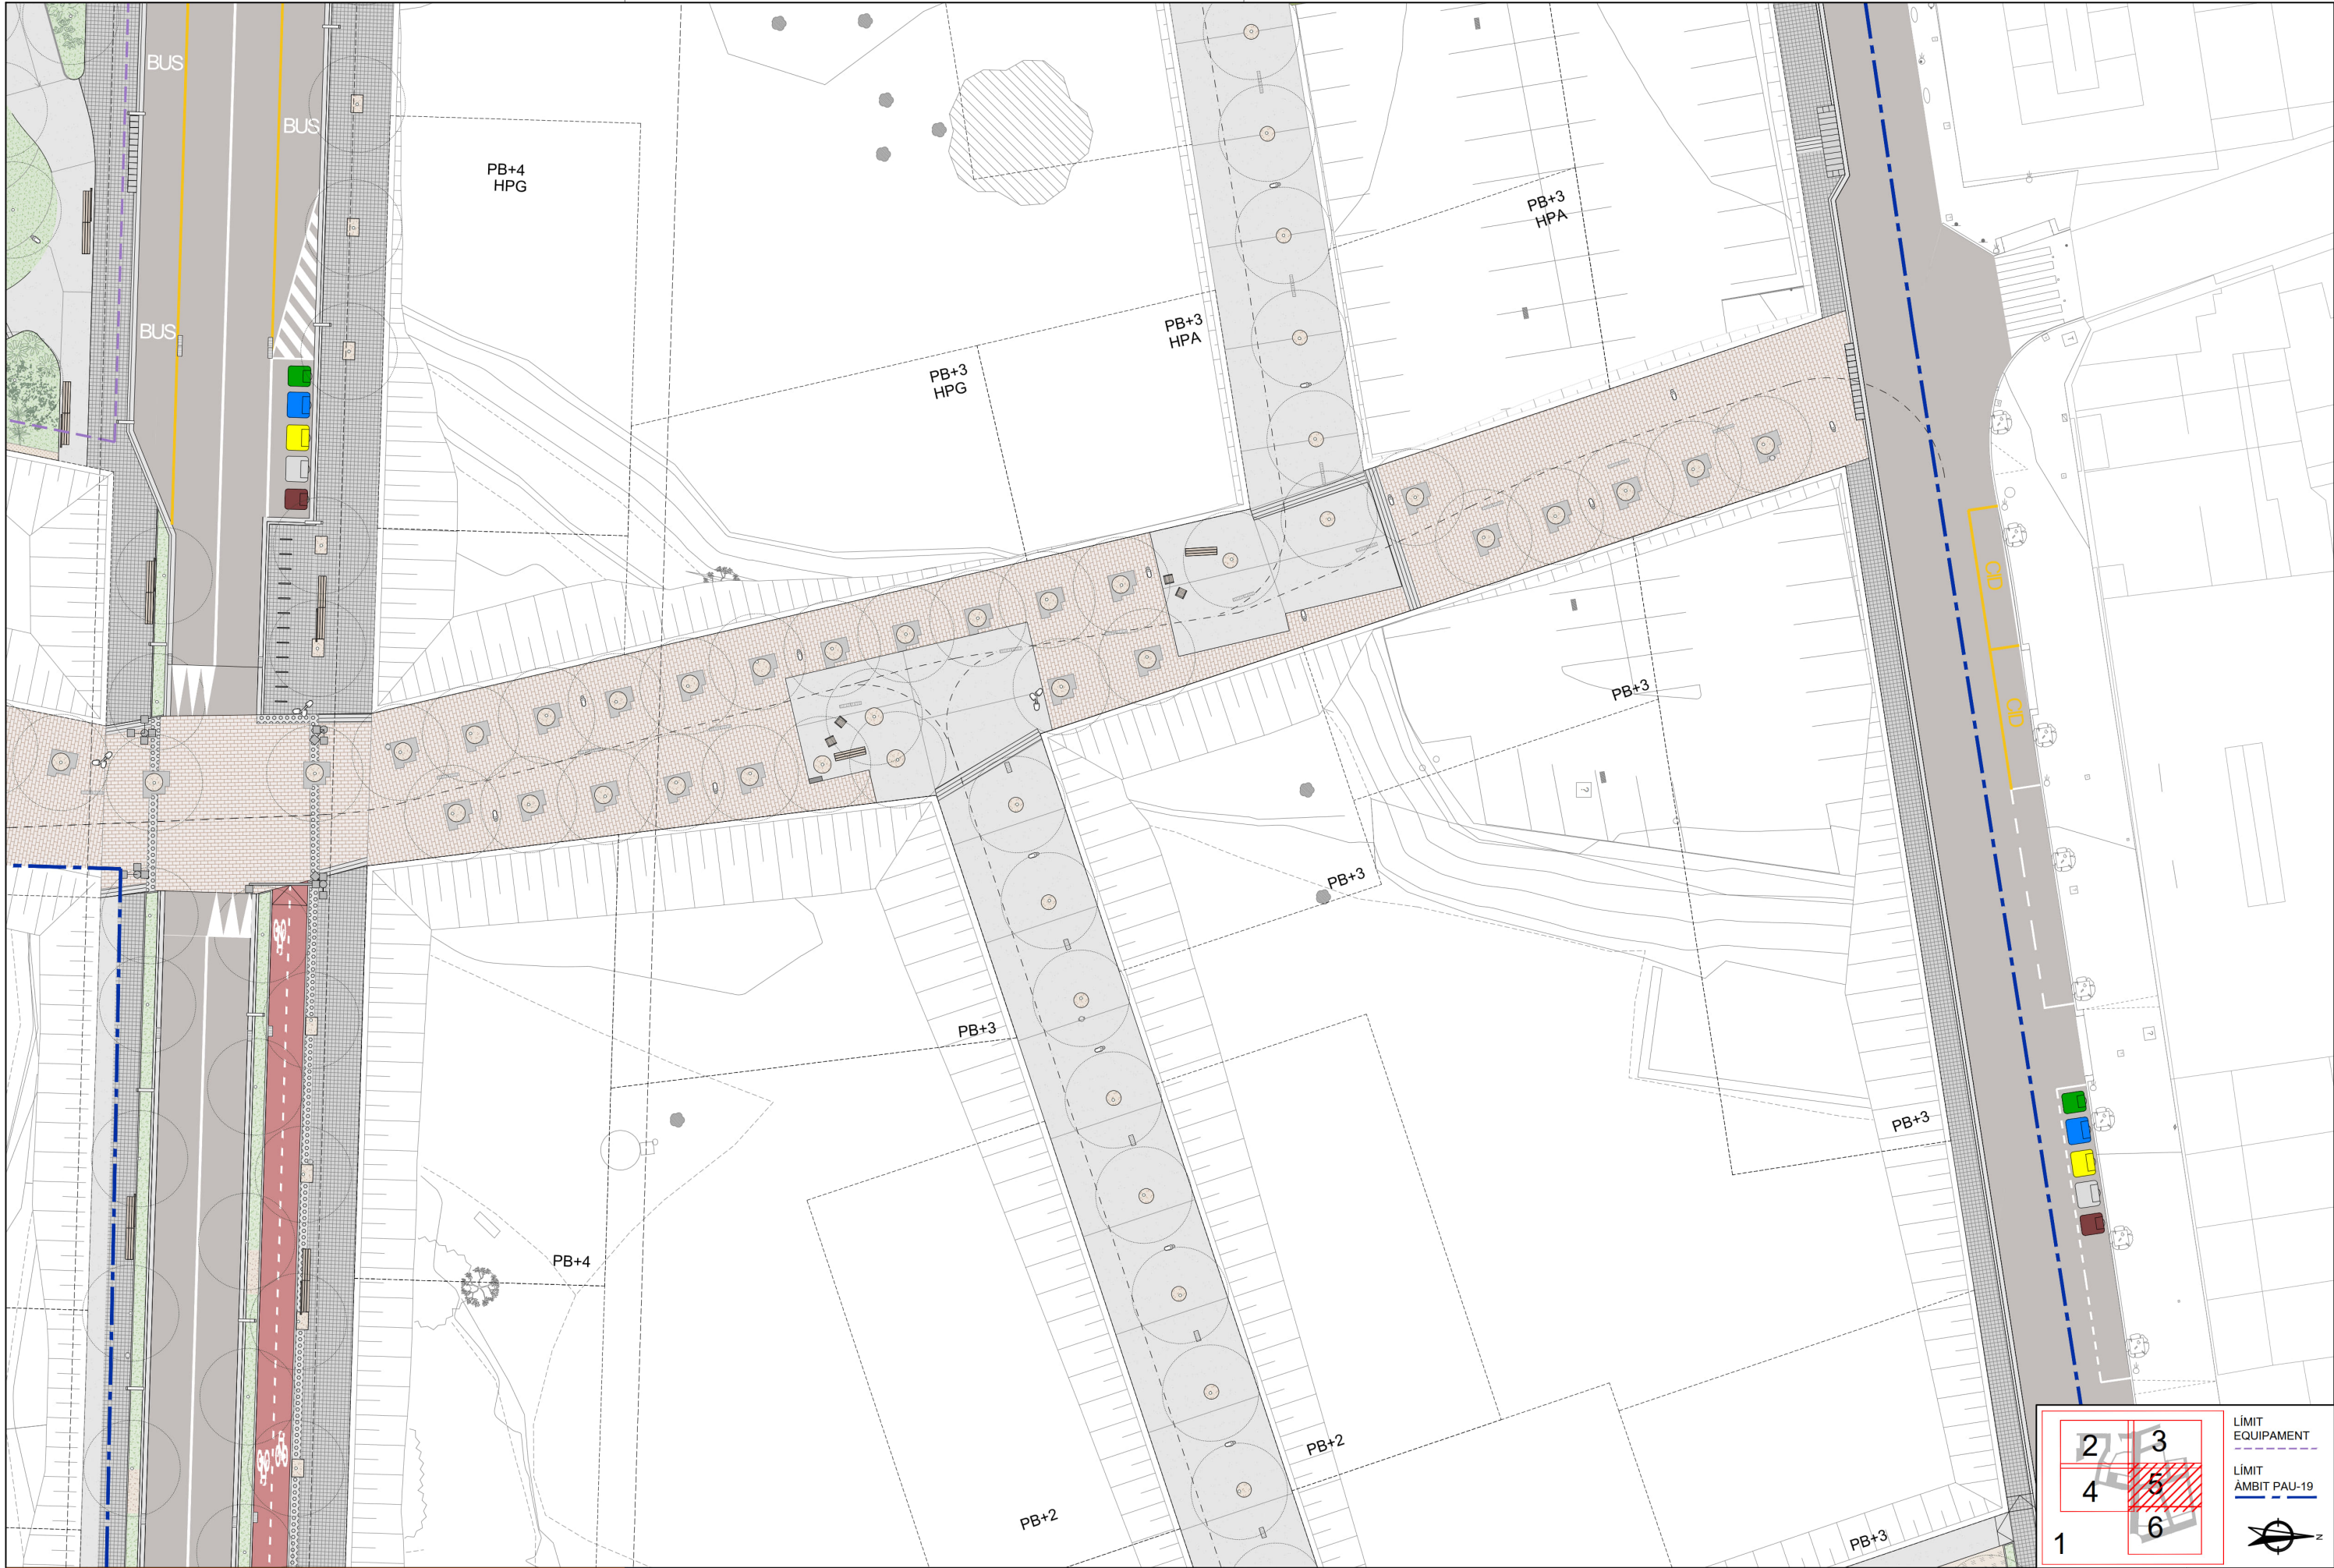 BUS
BUS
BUS
PB+4
HPG
PB+3
HPA
PB+3
HPA
PB+3
HPG
PB+3
PB+3
PB+3
PB+3
PB+4
PB+2
PB+2
PB+3
2
3
4
5
6
1
LÍMIT
EQUIPAMENT
LÍMIT
ÀMBIT PAU-19
N